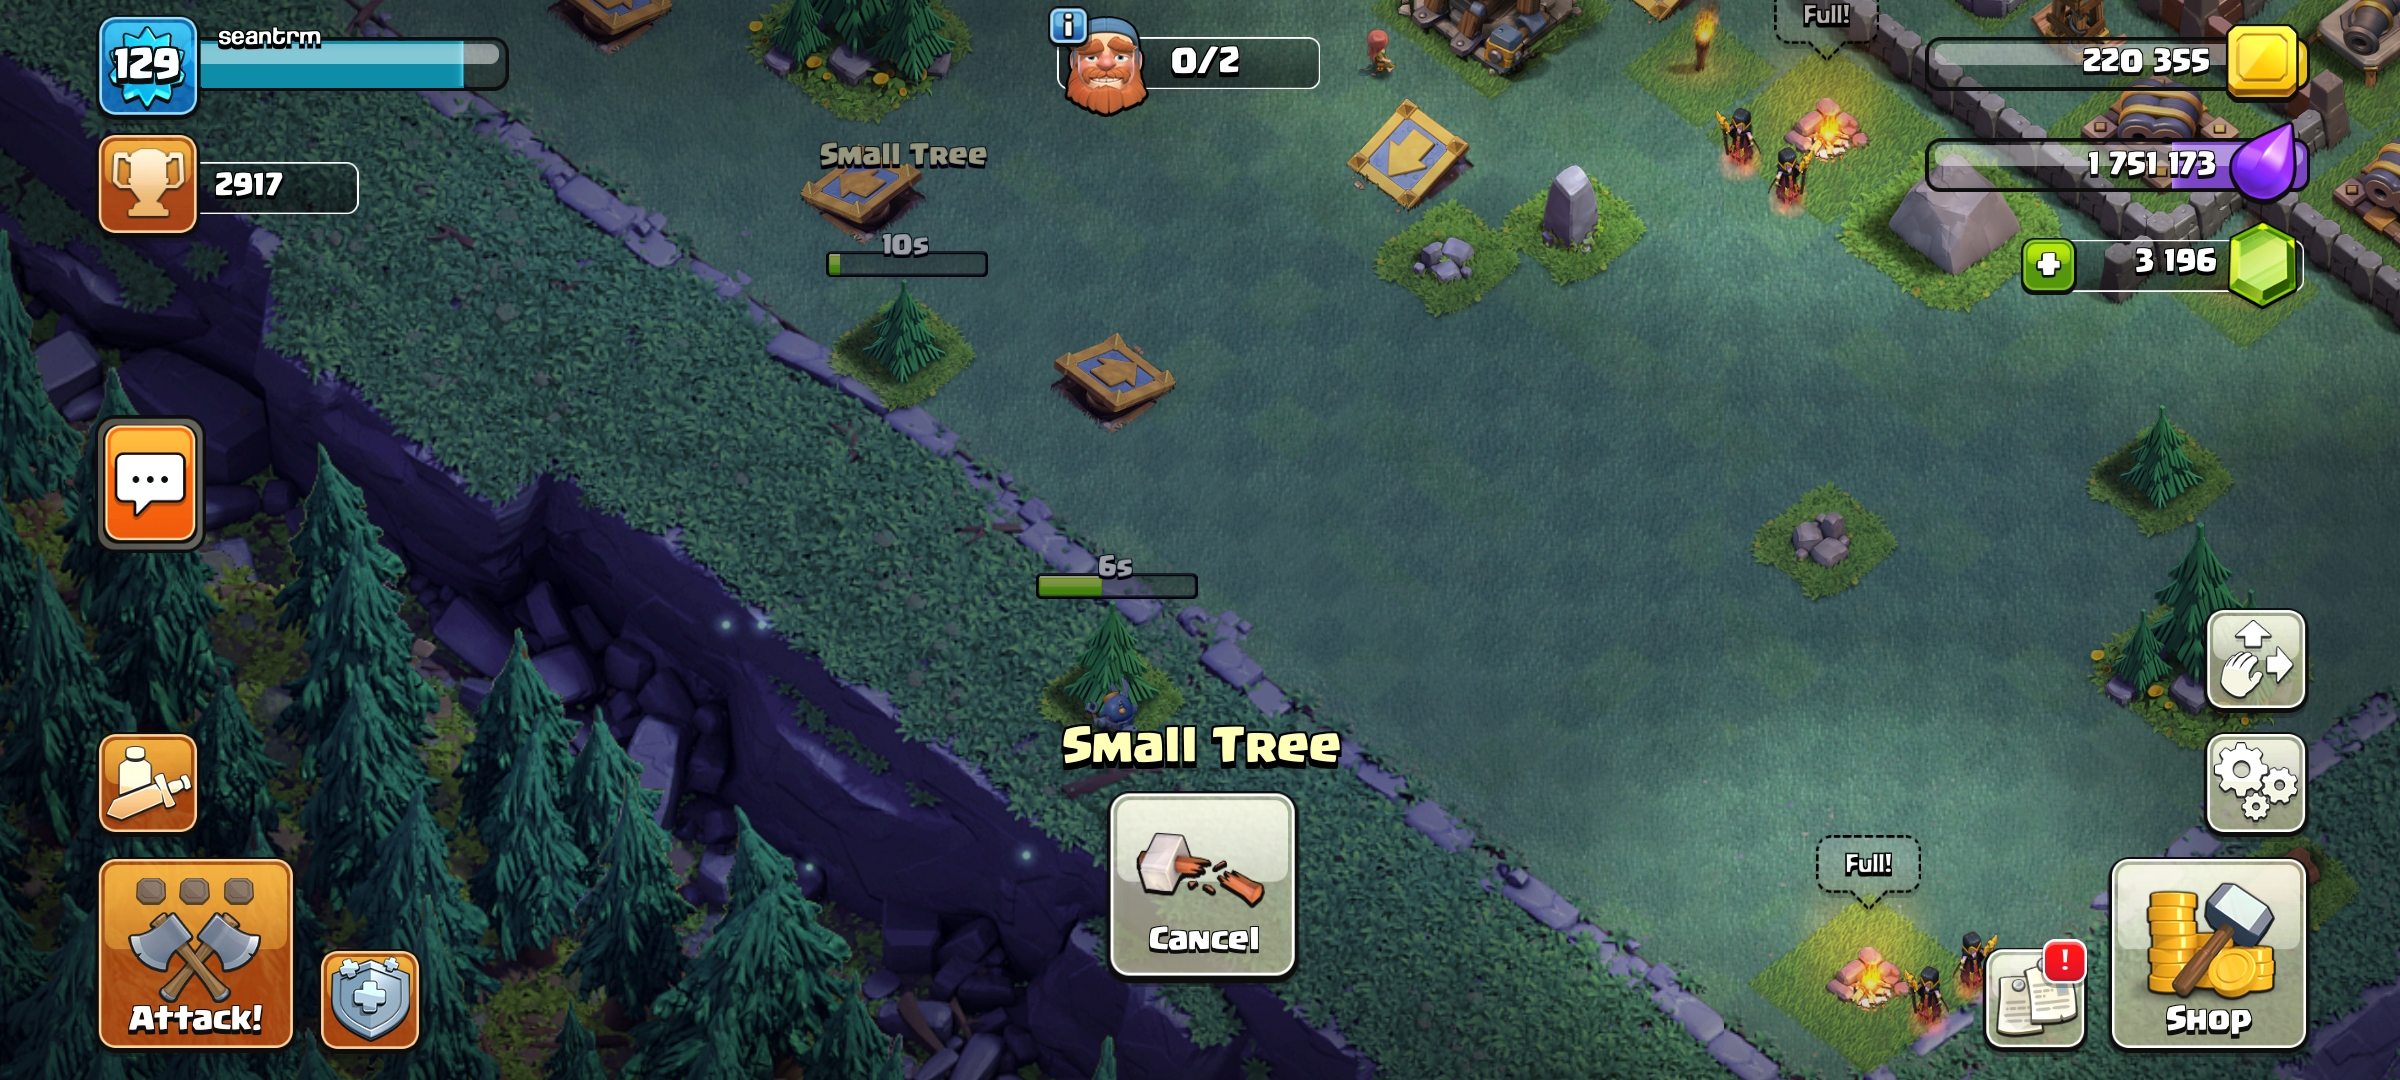 129
seantrm
0/2
Full!
220 355
Small Tree
2917
1 751 173
10s
3 196
6s
Small Tree
Full!
Cancel
Attack!
!
Shop